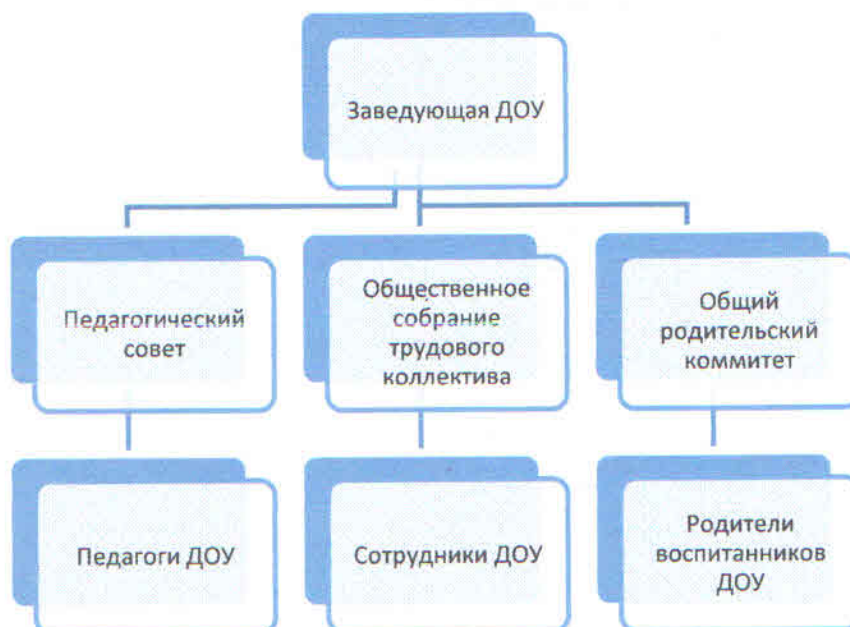 Заведующая ДОУ
Педагогический
совет
Общественное
собрание
трудового
коллектива
Общий
родительский
коммитет
Педагоги ДОУ
Сотрудники ДОУ
Родители
воспитанников
ДОУ